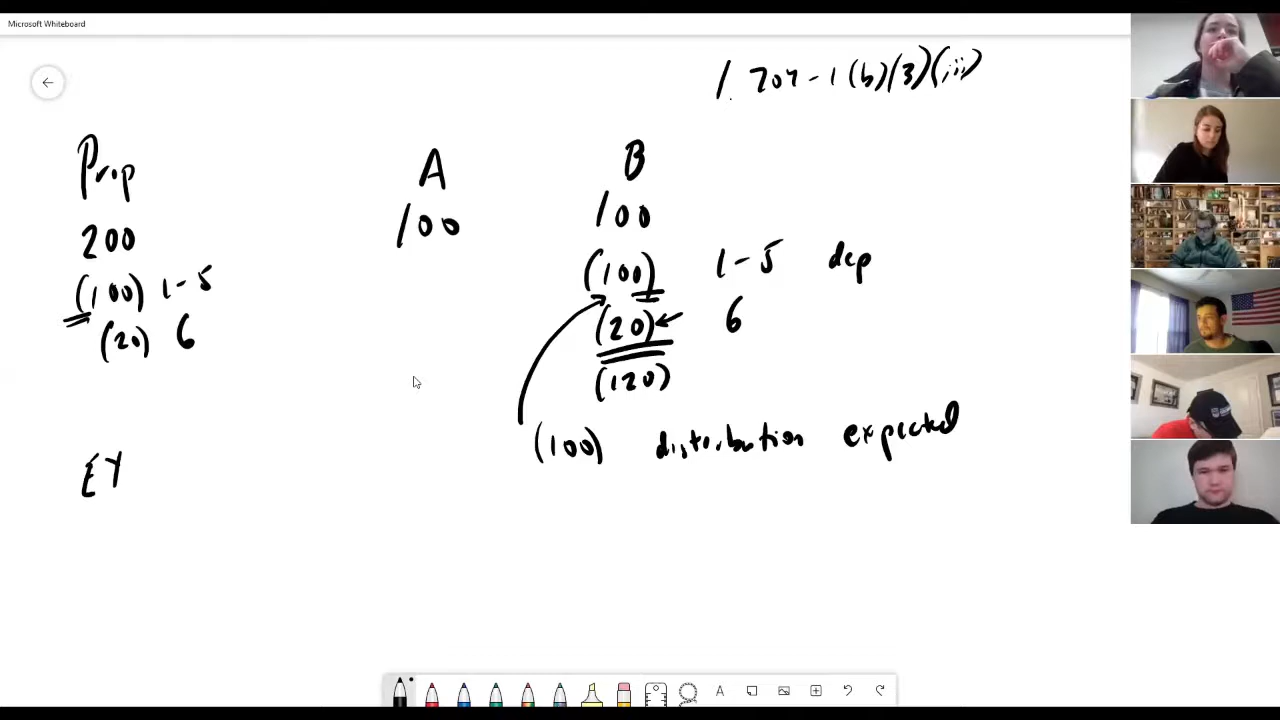 Microsoft Whiteboard
1.704-1(b)(3)(iii)
Prop A B
200 100 100
(100) 1-5 (100) 1-5 dep
(20) 6 (20) 6
(120)
(100) distribution expected
EY
A